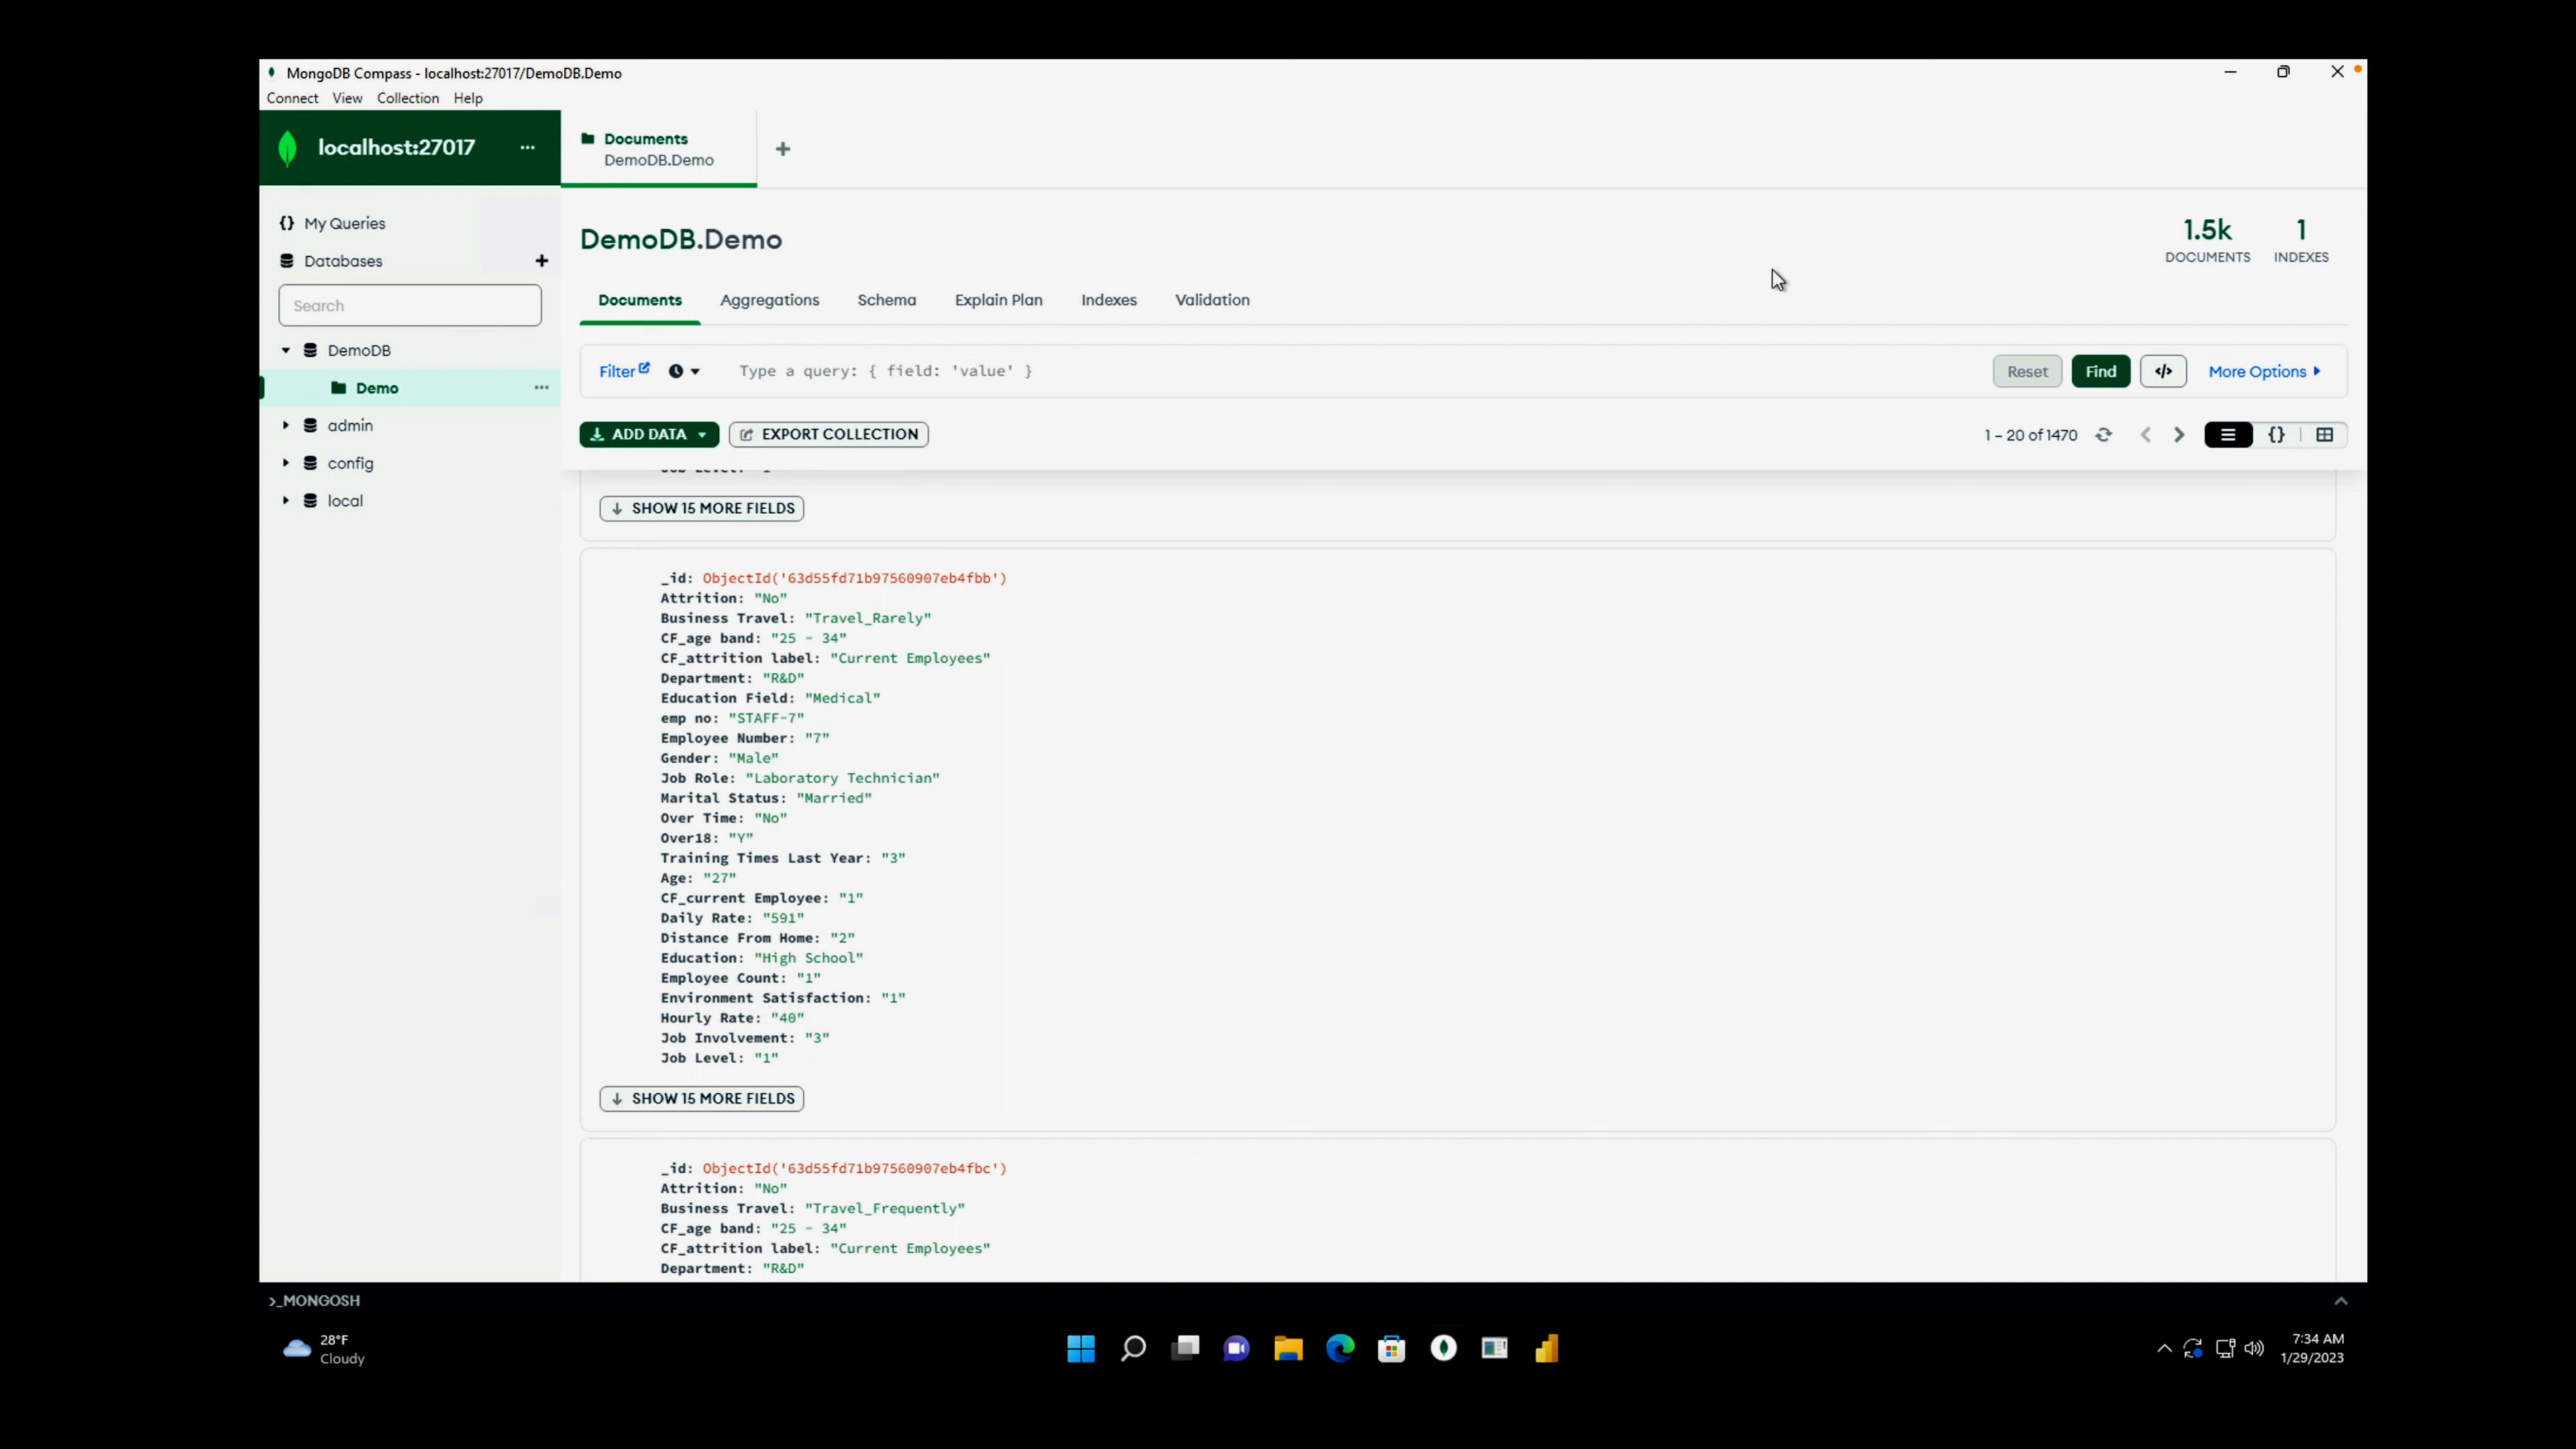 MongoDB Compass - localhost:27017/DemoDB.Demo
Connect View Collection Help
localhost:27017 ...
Documents
DemoDB.Demo
+
My Queries
Databases +
Search
DemoDB
Demo ...
admin
config
local
DemoDB.Demo
1.5k
DOCUMENTS
1
INDEXES
Documents Aggregations Schema Explain Plan Indexes Validation
Filter Type a query: { field: 'value' } Reset Find </> More Options
ADD DATA EXPORT COLLECTION 1 – 20 of 1470 {}
Job Level: "1"
SHOW 15 MORE FIELDS
_id: ObjectId('63d55fd71b97560907eb4fbb')
Attrition: "No"
Business Travel: "Travel_Rarely"
CF_age band: "25 - 34"
CF_attrition label: "Current Employees"
Department: "R&D"
Education Field: "Medical"
emp no: "STAFF-7"
Employee Number: "7"
Gender: "Male"
Job Role: "Laboratory Technician"
Marital Status: "Married"
Over Time: "No"
Over18: "Y"
Training Times Last Year: "3"
Age: "27"
CF_current Employee: "1"
Daily Rate: "591"
Distance From Home: "2"
Education: "High School"
Employee Count: "1"
Environment Satisfaction: "1"
Hourly Rate: "40"
Job Involvement: "3"
Job Level: "1"
SHOW 15 MORE FIELDS
_id: ObjectId('63d55fd71b97560907eb4fbc')
Attrition: "No"
Business Travel: "Travel_Frequently"
CF_age band: "25 - 34"
CF_attrition label: "Current Employees"
Department: "R&D"
>_MONGOSH
28°F
Cloudy
7:34 AM
1/29/2023